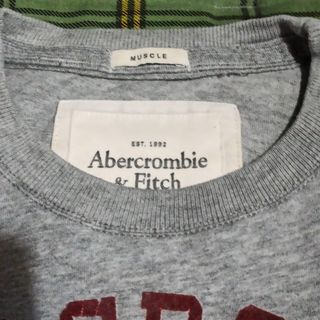 MUSCLE
EST. 1892
Abercrombie
& Fitch